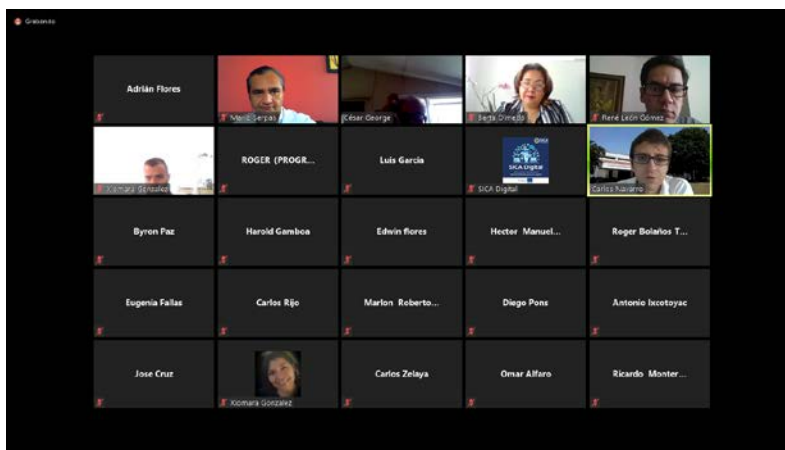 Grabando
Adrián Flores
Mario Serpas
César George
Berta Olmedo
René León Gómez
Xiomara Gonzalez
ROGER (PROGR...
Luis García
SICA Digital
SICA Digital
Carlos Navarro
Byron Paz
Harold Gamboa
Edwin flores
Hector Manuel...
Roger Bolaños T...
Eugenia Fallas
Carlos Rijo
Marlon Roberto...
Diego Pons
Antonio Ixcotoyac
Jose Cruz
Xiomara Gonzalez
Carlos Zelaya
Omar Alfaro
Ricardo Monter...